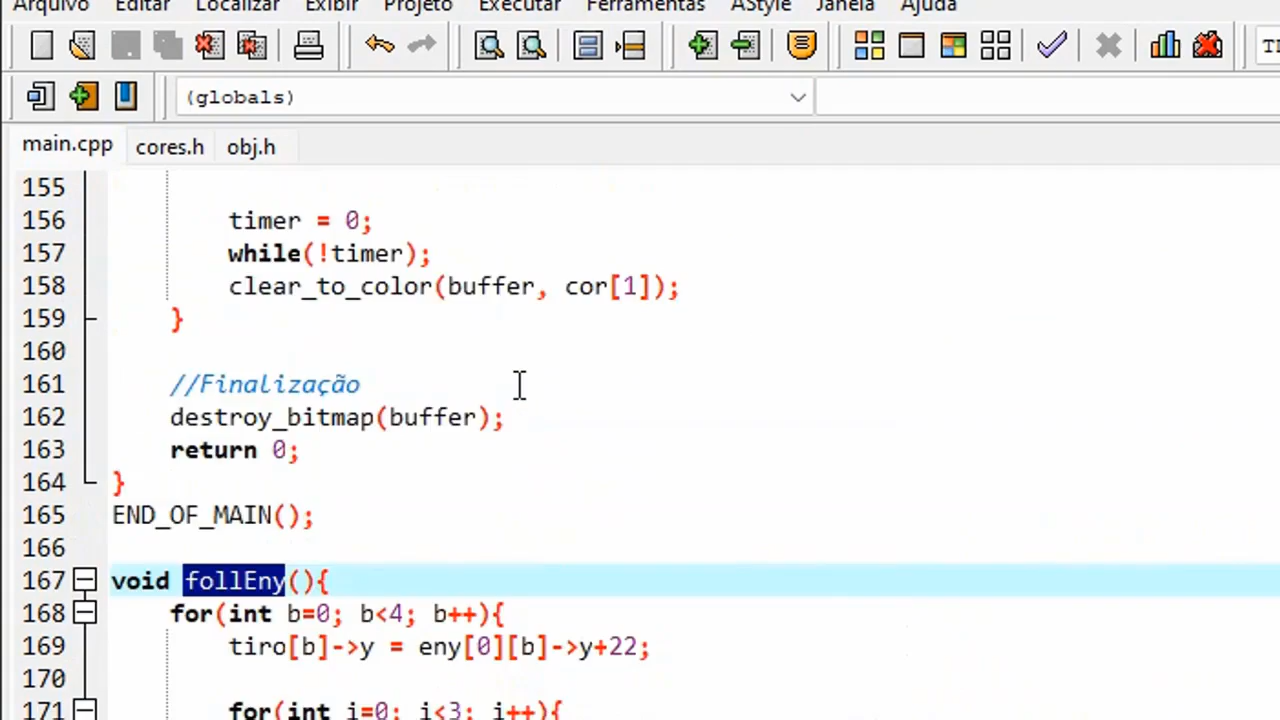 Arquivo Editar Localizar Exibir Projeto Executar Ferramentas AStyle Janela Ajuda
(globals)
main.cpp cores.h obj.h
155
156 timer = 0;
157 while(!timer);
158 clear_to_color(buffer, cor[1]);
159 }
160
161 //Finalização
162 destroy_bitmap(buffer);
163 return 0;
164 }
165 END_OF_MAIN();
166
167 void follEny(){
168 for(int b=0; b<4; b++){
169 tiro[b]->y = eny[0][b]->y+22;
170
171 for(int i=0; i<3; i++){